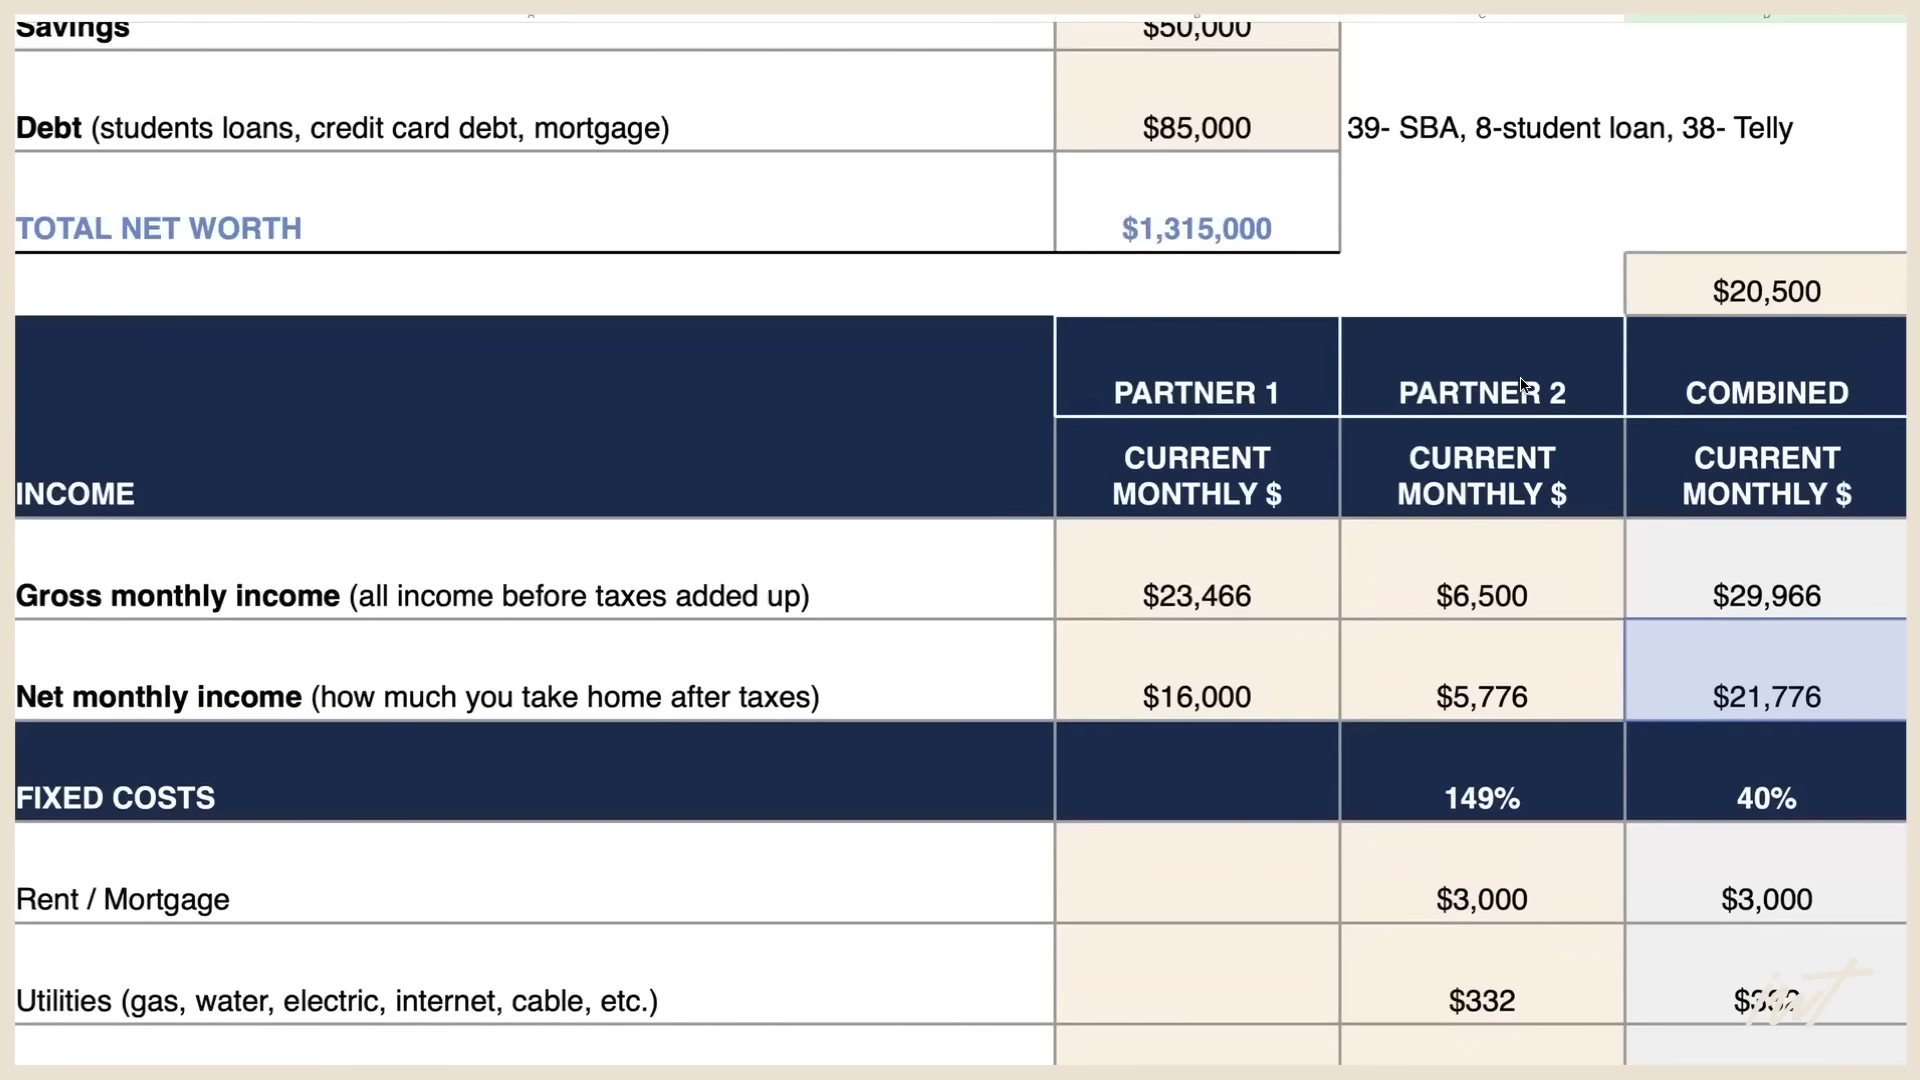 Savings $50,000
Debt (students loans, credit card debt, mortgage) $85,000 39- SBA, 8-student loan, 38- Telly
TOTAL NET WORTH $1,315,000
$20,500
PARTNER 1 PARTNER 2 COMBINED
INCOME CURRENT MONTHLY $ CURRENT MONTHLY $ CURRENT MONTHLY $
Gross monthly income (all income before taxes added up) $23,466 $6,500 $29,966
Net monthly income (how much you take home after taxes) $16,000 $5,776 $21,776
FIXED COSTS 149% 40%
Rent / Mortgage $3,000 $3,000
Utilities (gas, water, electric, internet, cable, etc.) $332 $332
iwt